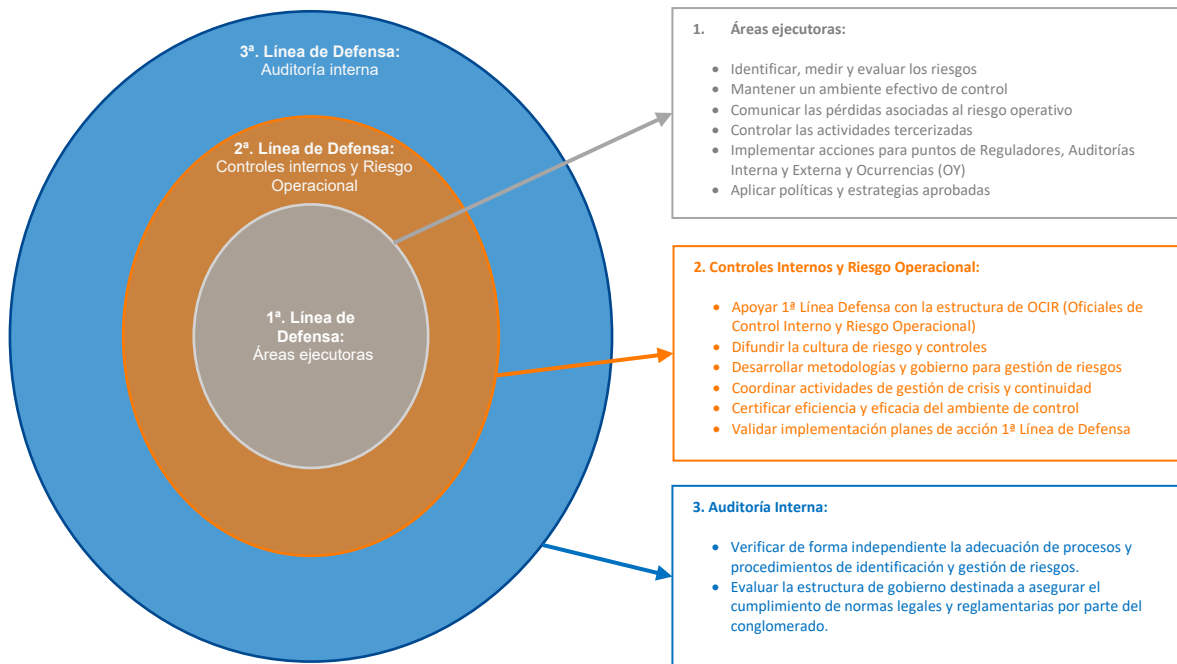 3ª. Línea de Defensa:
Auditoría interna
2ª. Línea de Defensa:
Controles internos y Riesgo
Operacional
1ª. Línea de
Defensa:
Áreas ejecutoras
1. Áreas ejecutoras:
• Identificar, medir y evaluar los riesgos
• Mantener un ambiente efectivo de control
• Comunicar las pérdidas asociadas al riesgo operativo
• Controlar las actividades tercerizadas
• Implementar acciones para puntos de Reguladores, Auditorías
Interna y Externa y Ocurrencias (OY)
• Aplicar políticas y estrategias aprobadas
2. Controles Internos y Riesgo Operacional:
• Apoyar 1ª Línea Defensa con la estructura de OCIR (Oficiales de
Control Interno y Riesgo Operacional)
• Difundir la cultura de riesgo y controles
• Desarrollar metodologías y gobierno para gestión de riesgos
• Coordinar actividades de gestión de crisis y continuidad
• Certificar eficiencia y eficacia del ambiente de control
• Validar implementación planes de acción 1ª Línea de Defensa
3. Auditoría Interna:
• Verificar de forma independiente la adecuación de procesos y
procedimientos de identificación y gestión de riesgos.
• Evaluar la estructura de gobierno destinada a asegurar el
cumplimiento de normas legales y reglamentarias por parte del
conglomerado.